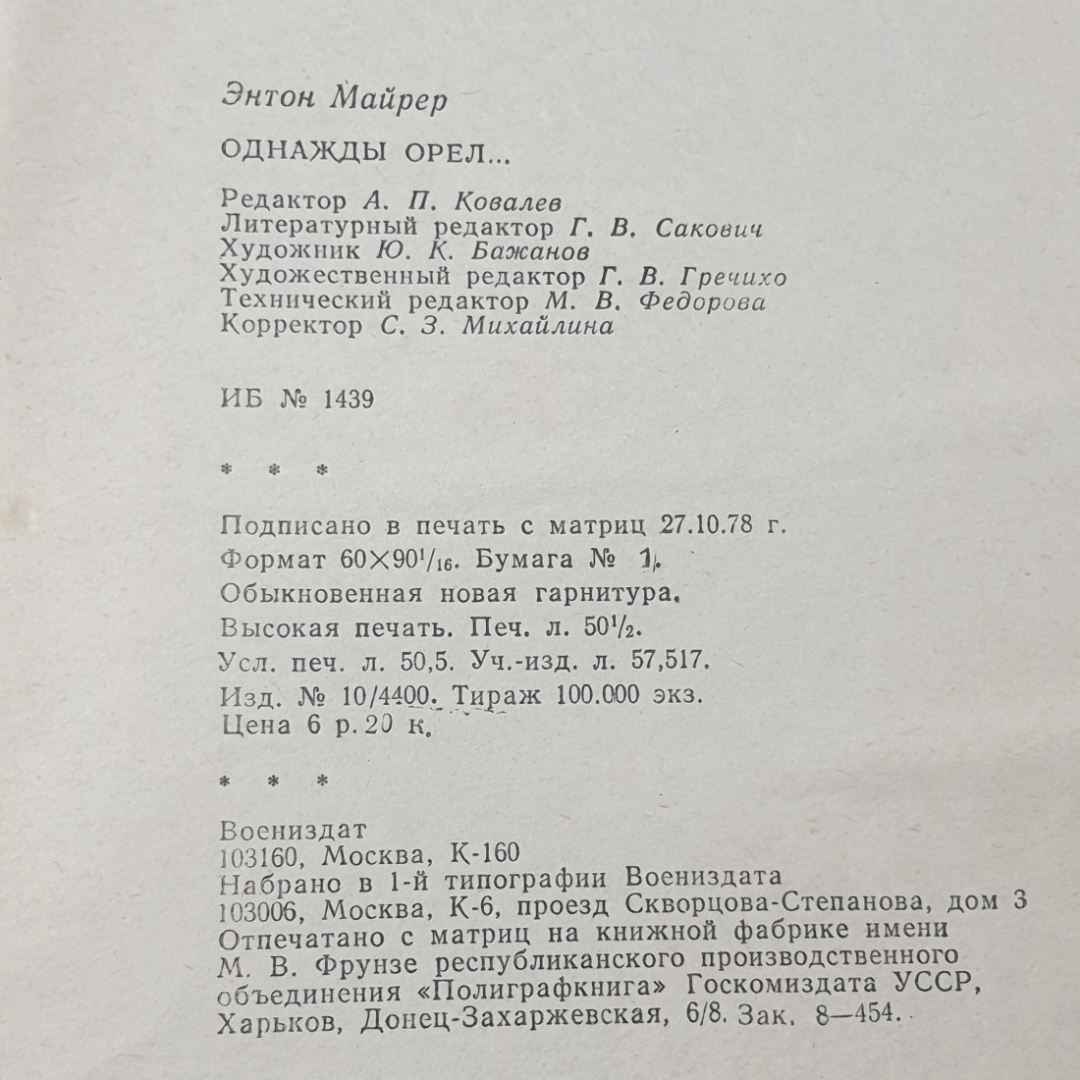 Энтон Майрер
ОДНАЖДЫ ОРЕЛ...
Редактор А. П. Ковалев
Литературный редактор Г. В. Сакович
Художник Ю. К. Бажанов
Художественный редактор Г. В. Гречихо
Технический редактор М. В. Федорова
Корректор С. З. Михайлина
ИБ № 1439
* * *
Подписано в печать с матриц 27.10.78 г.
Формат 60×90¹/₁₆. Бумага № 1.
Обыкновенная новая гарнитура.
Высокая печать. Печ. л. 50¹/₂.
Усл. печ. л. 50,5. Уч.-изд. л. 57,517.
Изд. № 10/4400. Тираж 100.000 экз.
Цена 6 р. 20 к.
* * *
Воениздат
103160, Москва, К-160
Набрано в 1-й типографии Воениздата
103006, Москва, К-6, проезд Скворцова-Степанова, дом 3
Отпечатано с матриц на книжной фабрике имени
М. В. Фрунзе республиканского производственного
объединения «Полиграфкнига» Госкомиздата УССР,
Харьков, Донец-Захаржевская, 6/8. Зак. 8—454.